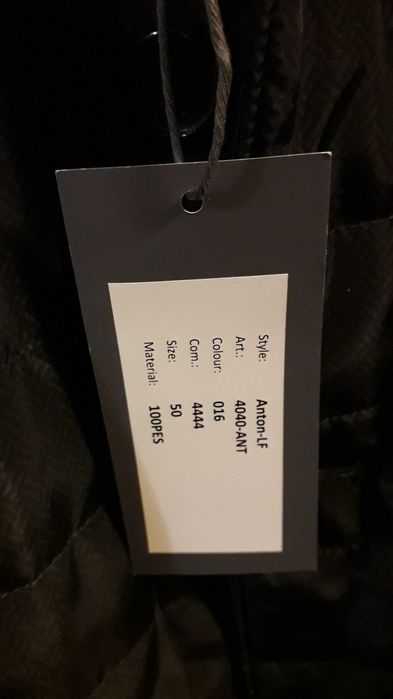 Style: Anton-LF
Art.: 4040-ANT
Colour: 016
Com.: 4444
Size: 50
Material: 100PES